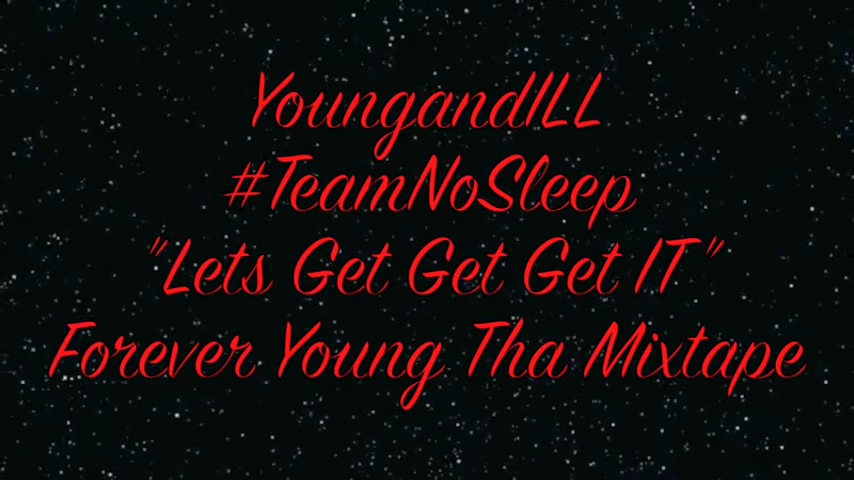 YoungandILL
#TeamNoSleep
"Lets Get Get Get IT"
Forever Young Tha Mixtape